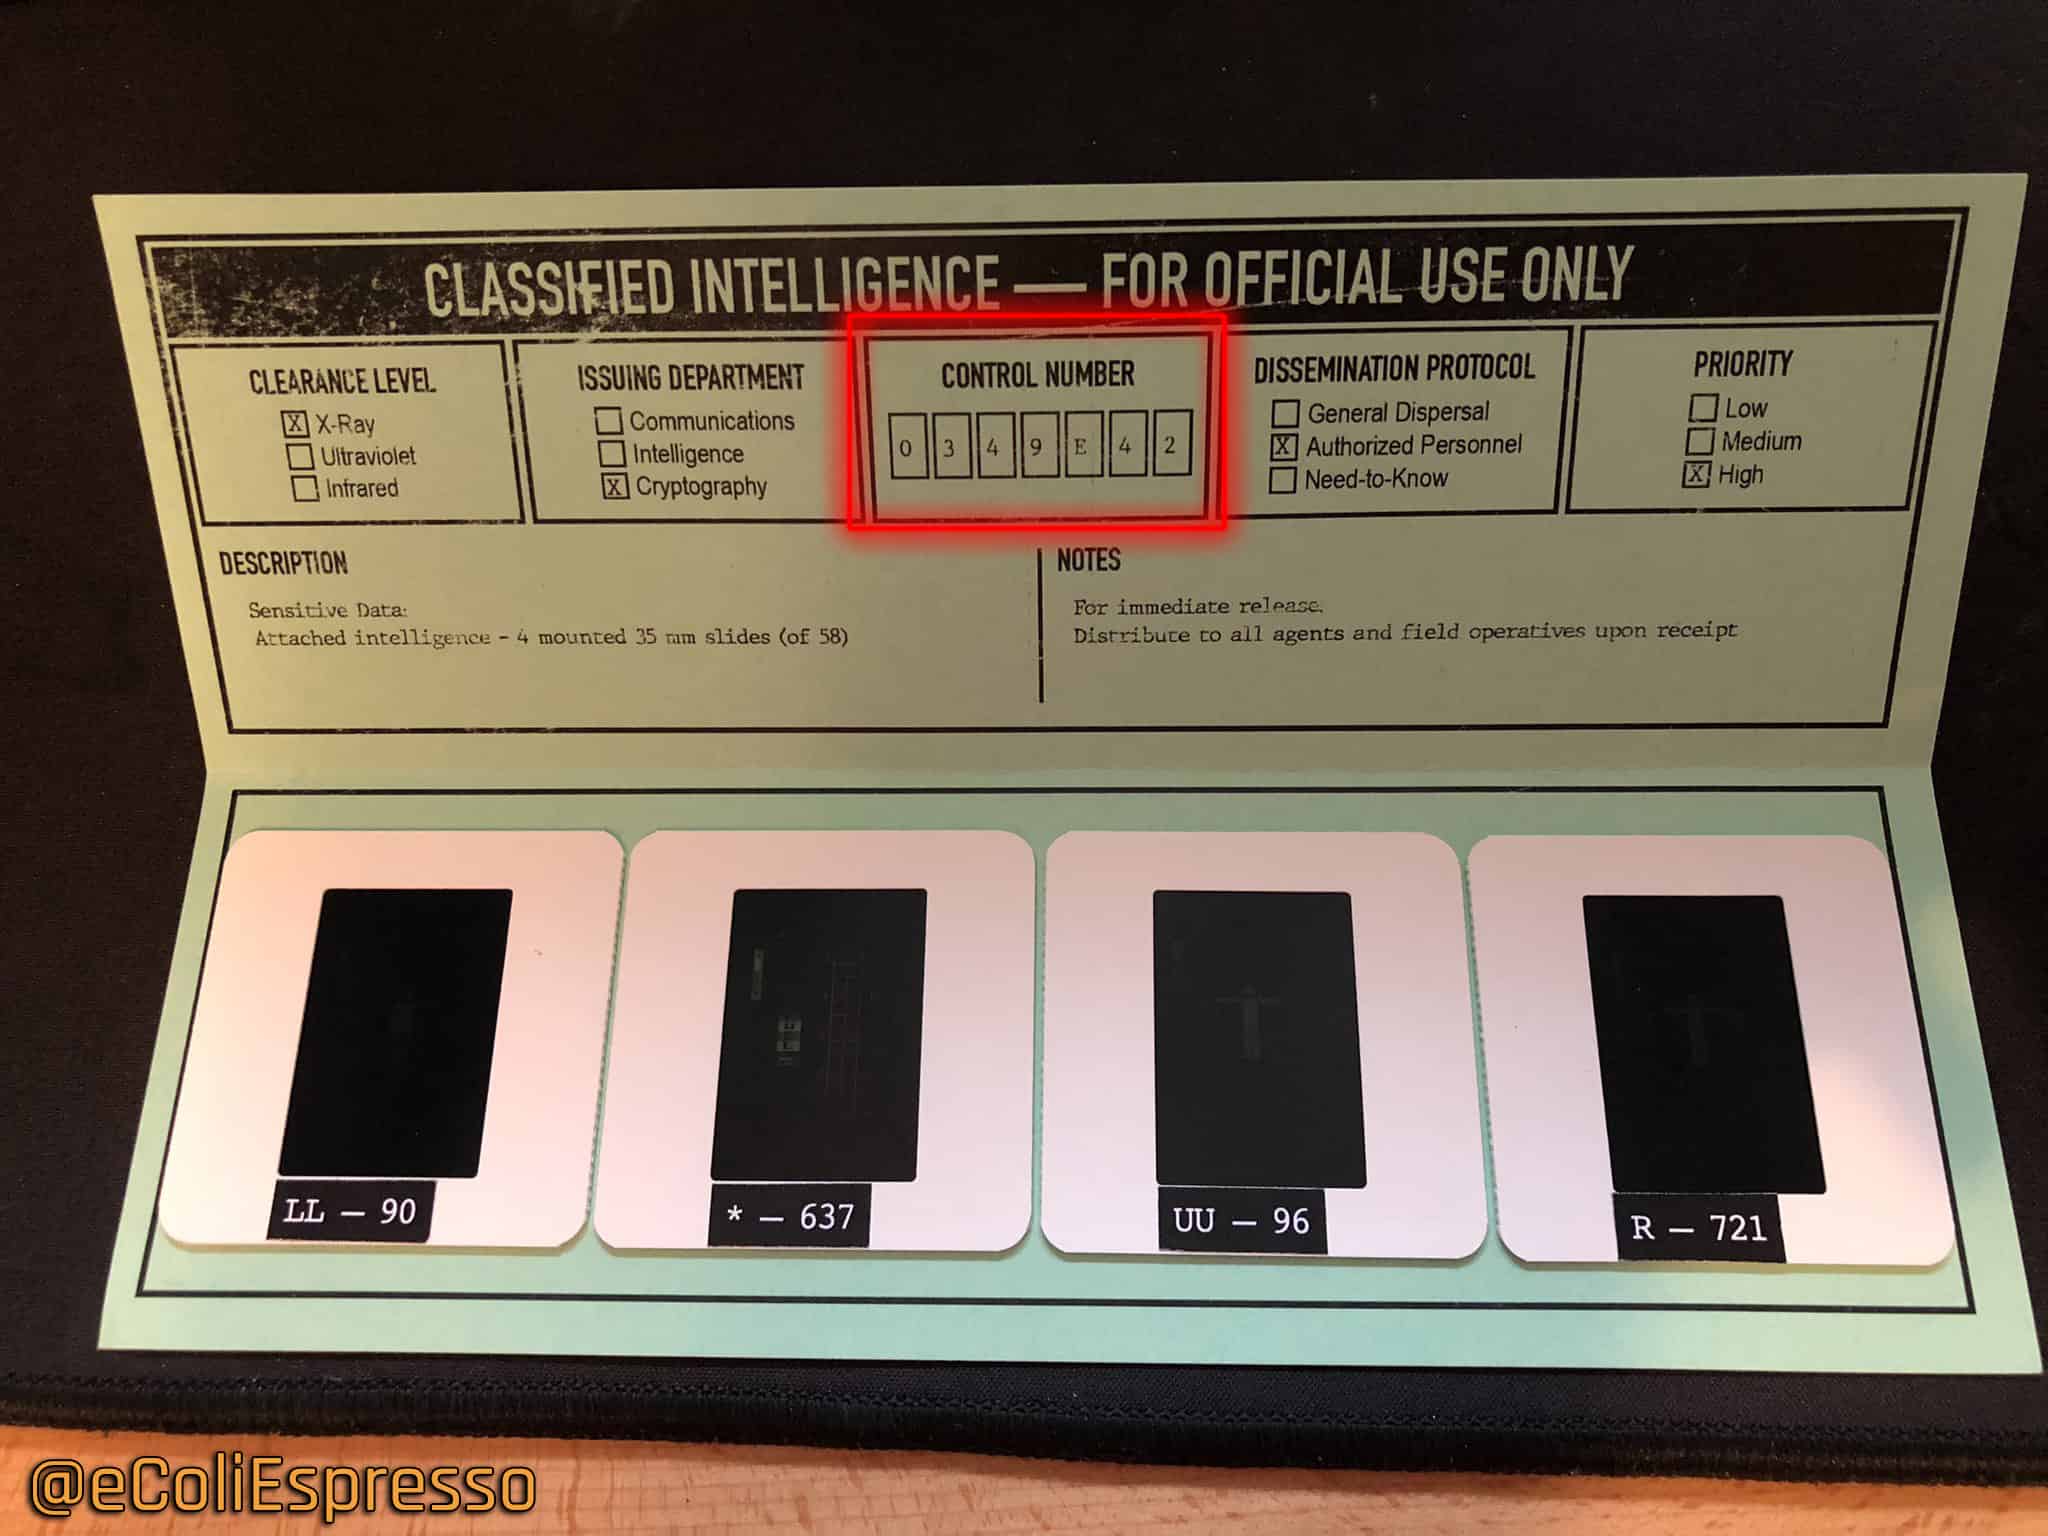 CLASSIFIED INTELLIGENCE — FOR OFFICIAL USE ONLY
CLEARANCE LEVEL
X X-Ray
Ultraviolet
Infrared
ISSUING DEPARTMENT
Communications
Intelligence
X Cryptography
CONTROL NUMBER
0 3 4 9 E 4 2
DISSEMINATION PROTOCOL
General Dispersal
X Authorized Personnel
Need-to-Know
PRIORITY
Low
Medium
X High
DESCRIPTION
Sensitive Data:
Attached intelligence - 4 mounted 35 mm slides (of 58)
NOTES
For immediate release.
Distribute to all agents and field operatives upon receipt
LL — 90
* — 637
UU — 96
R — 721
@eColiEspresso